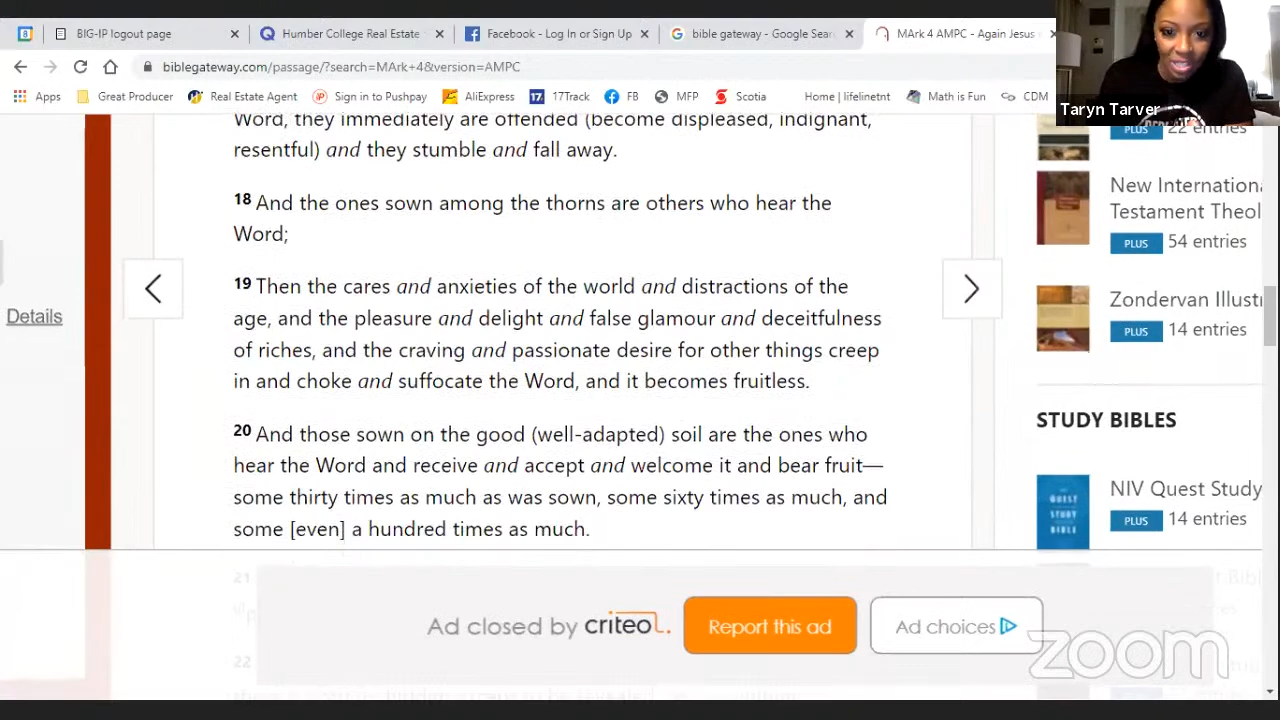 BIG-IP logout page
Humber College Real Estate
Facebook - Log In or Sign Up
bible gateway - Google Sear
MArk 4 AMPC - Again Jesus
biblegateway.com/passage/?search=MArk+4&version=AMPC
Apps Great Producer Real Estate Agent Sign in to Pushpay AliExpress 17Track FB MFP Scotia Home | lifelinetnt Math is Fun CDM
Taryn Tarver
Word, they immediately are offended (become displeased, indignant,
resentful) and they stumble and fall away.
18 And the ones sown among the thorns are others who hear the
Word;
19 Then the cares and anxieties of the world and distractions of the
age, and the pleasure and delight and false glamour and deceitfulness
of riches, and the craving and passionate desire for other things creep
in and choke and suffocate the Word, and it becomes fruitless.
20 And those sown on the good (well-adapted) soil are the ones who
hear the Word and receive and accept and welcome it and bear fruit—
some thirty times as much as was sown, some sixty times as much, and
some [even] a hundred times as much.
21
22
Details
PLUS 22 entries
New Internationa
Testament Theol
PLUS 54 entries
Zondervan Illustr
PLUS 14 entries
STUDY BIBLES
QUEST
STUDY
BIBLE
NIV Quest Study
PLUS 14 entries
Ad closed by criteo.
Report this ad
Ad choices
zoom